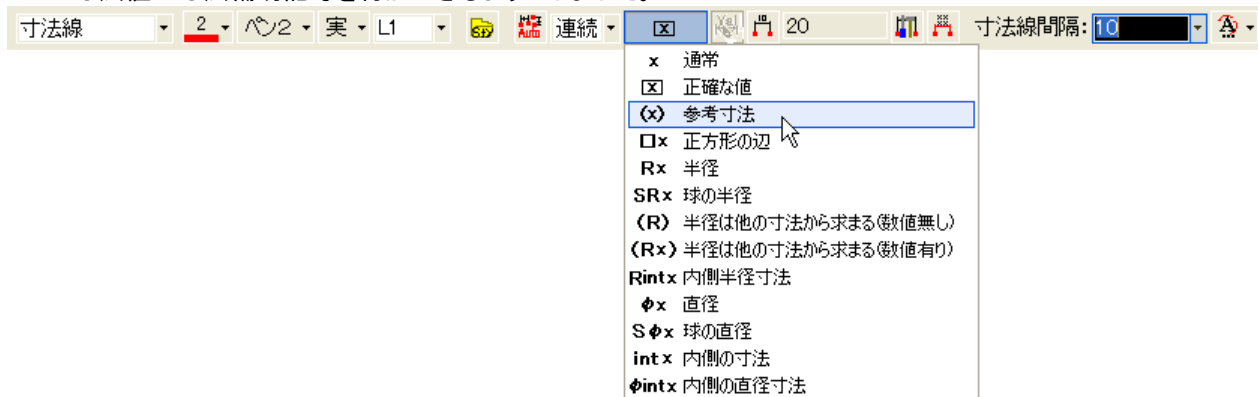 寸法線 2 ペン2 実 L1 連続 x 20 寸法線間隔: 10
x 通常
x 正確な値
(x) 参考寸法
□x 正方形の辺
Rx 半径
SRx 球の半径
(R) 半径は他の寸法から求まる(数値無し)
(Rx) 半径は他の寸法から求まる(数値有り)
Rintx 内側半径寸法
φx 直径
Sφx 球の直径
intx 内側の寸法
φintx 内側の直径寸法